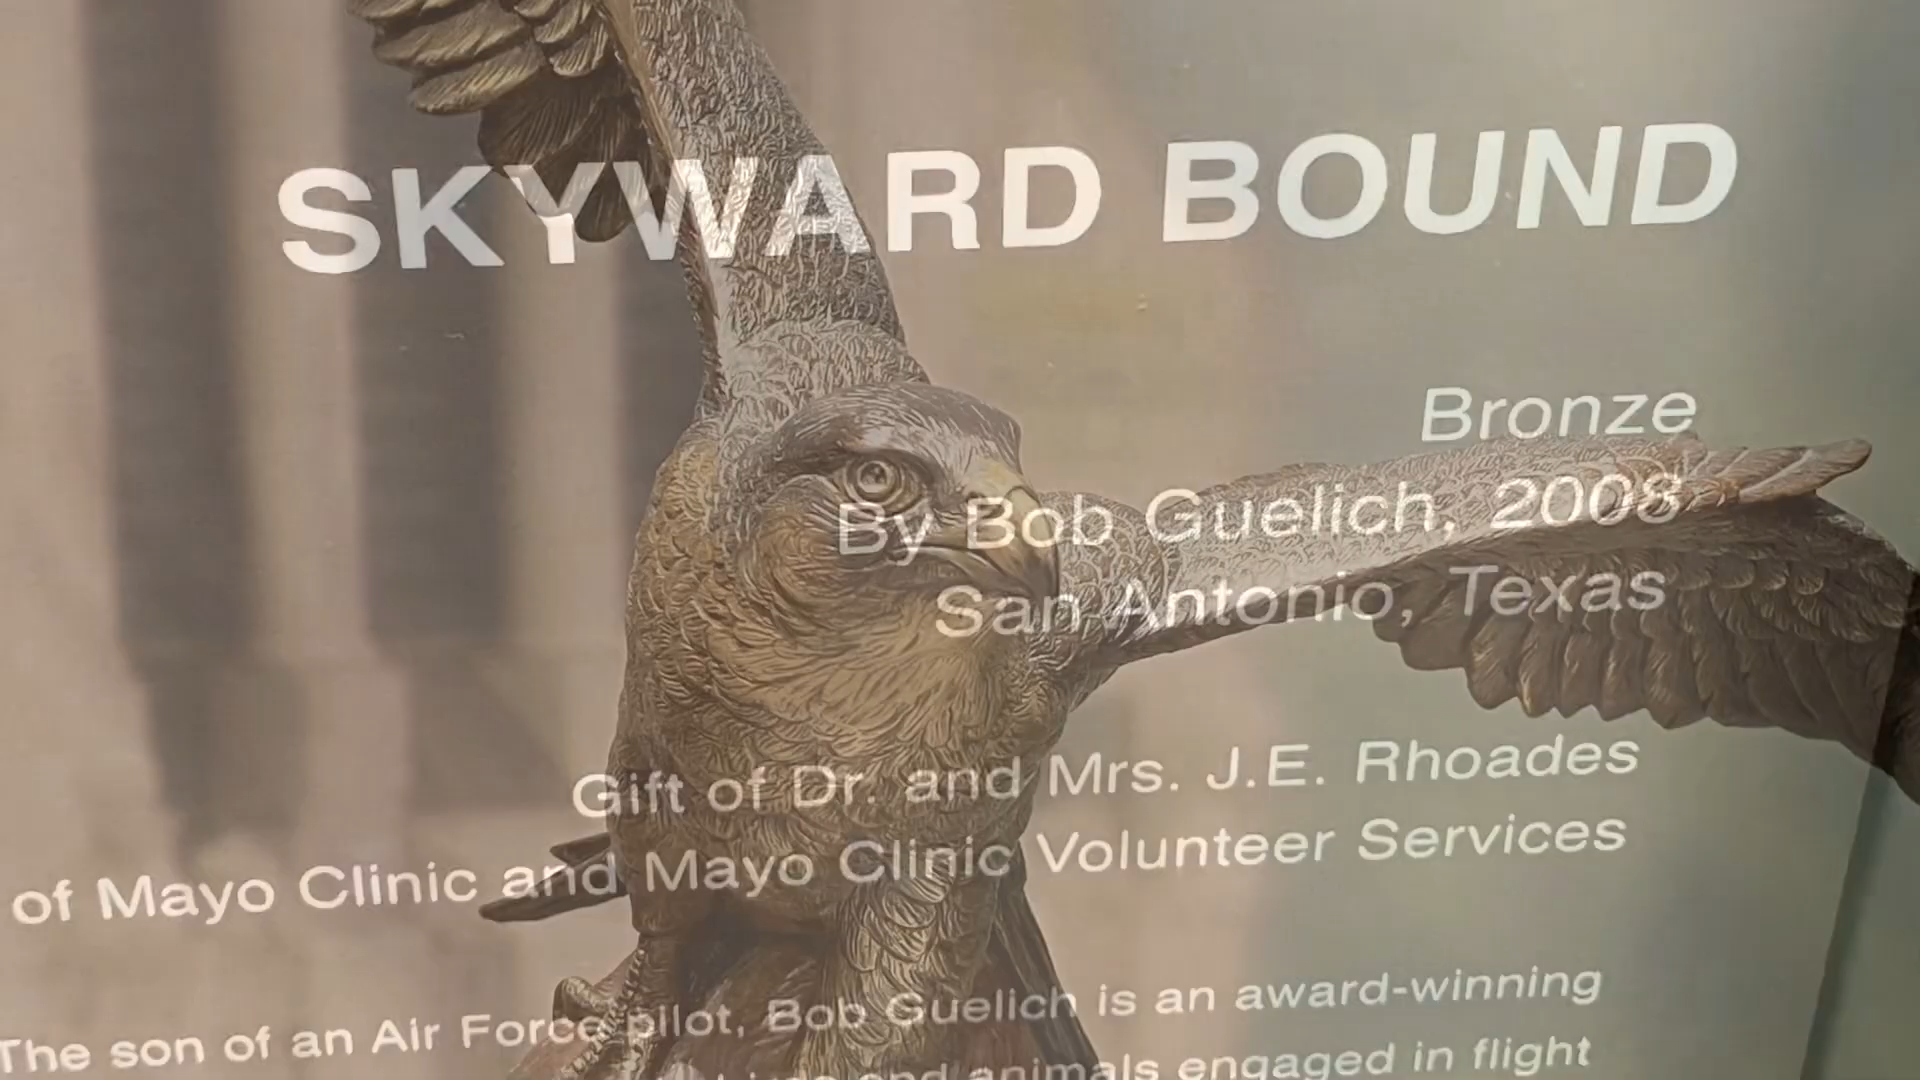 SKYWARD BOUND
Bronze
By Bob Guelich, 2008
San Antonio, Texas
Gift of Dr. and Mrs. J.E. Rhoades
of Mayo Clinic and Mayo Clinic Volunteer Services
The son of an Air Force pilot, Bob Guelich is an award-winning
and animals engaged in flight